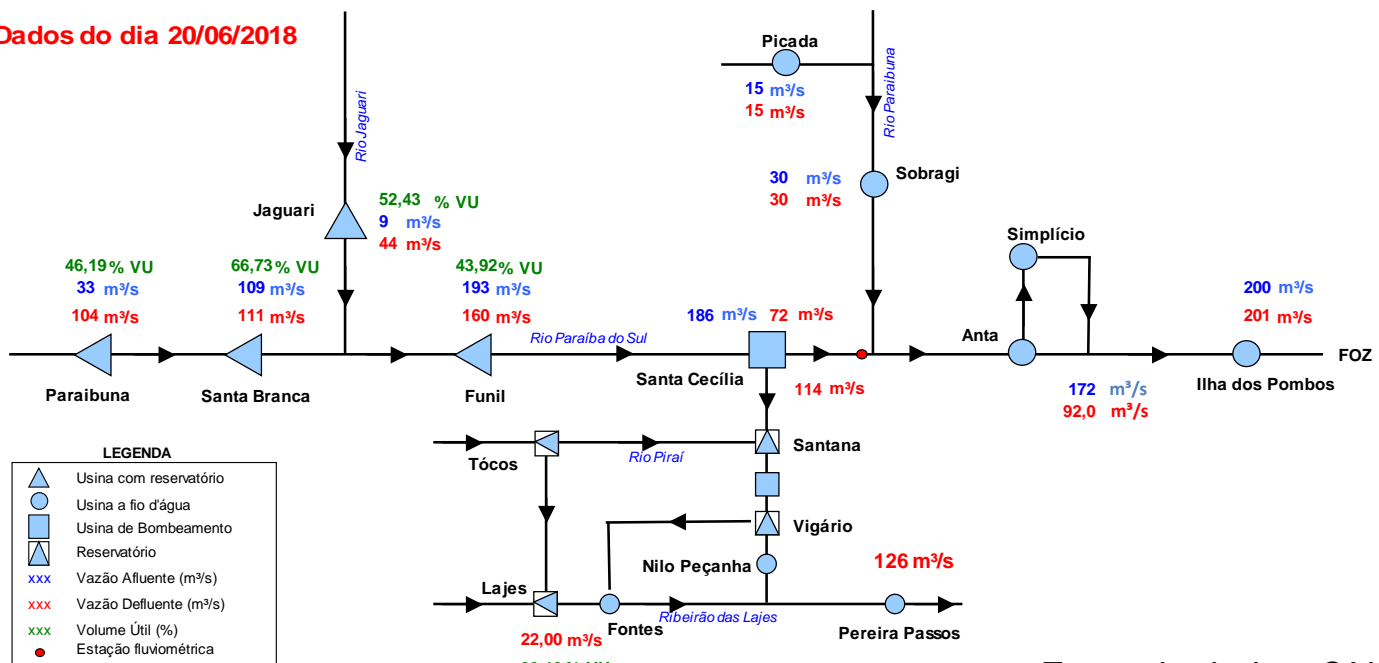 Dados do dia 20/06/2018
Picada
15 m³/s
15 m³/s
Rio Paraibuna
Rio Jaguari
Jaguari
52,43 % VU
9 m³/s
44 m³/s
30 m³/s
30 m³/s
Sobragi
Simplício
46,19 % VU
33 m³/s
104 m³/s
66,73 % VU
109 m³/s
111 m³/s
43,92 % VU
193 m³/s
160 m³/s
Rio Paraíba do Sul
186 m³/s 72 m³/s
200 m³/s
201 m³/s
Anta
FOZ
Paraibuna
Santa Branca
Funil
Santa Cecília
114 m³/s
172 m³/s
92,0 m³/s
Ilha dos Pombos
Tócos
Rio Piraí
Santana
Vigário
Nilo Peçanha
126 m³/s
Lajes
Fontes
Ribeirão das Lajes
Pereira Passos
22,00 m³/s
LEGENDA
Usina com reservatório
Usina a fio d'água
Usina de Bombeamento
Reservatório
xxx Vazão Afluente (m³/s)
xxx Vazão Defluente (m³/s)
xxx Volume Útil (%)
Estação fluviométrica